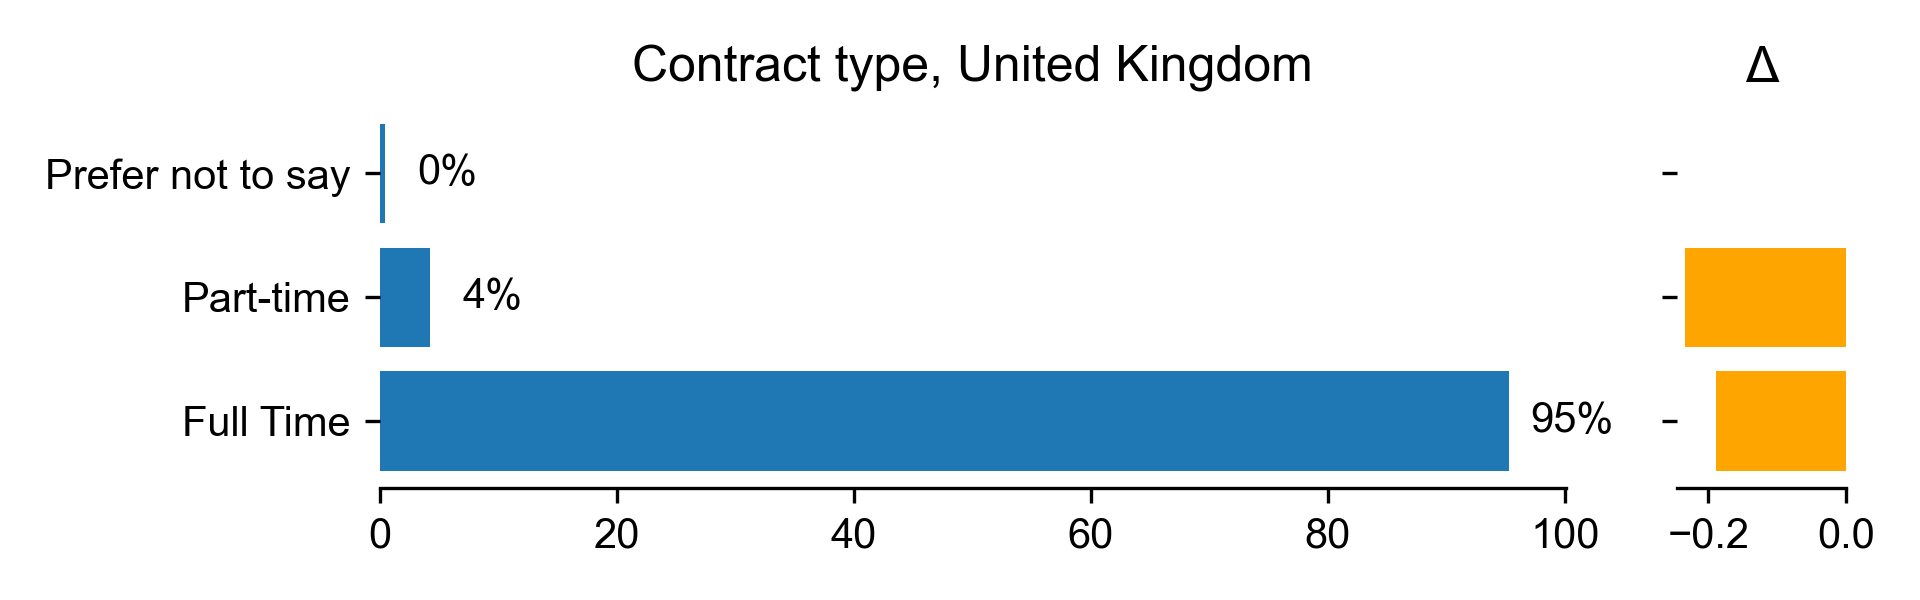 Contract type, United Kingdom
Δ
Prefer not to say
0%
Part-time
4%
Full Time
95%
0 20 40 60 80 100
−0.2 0.0